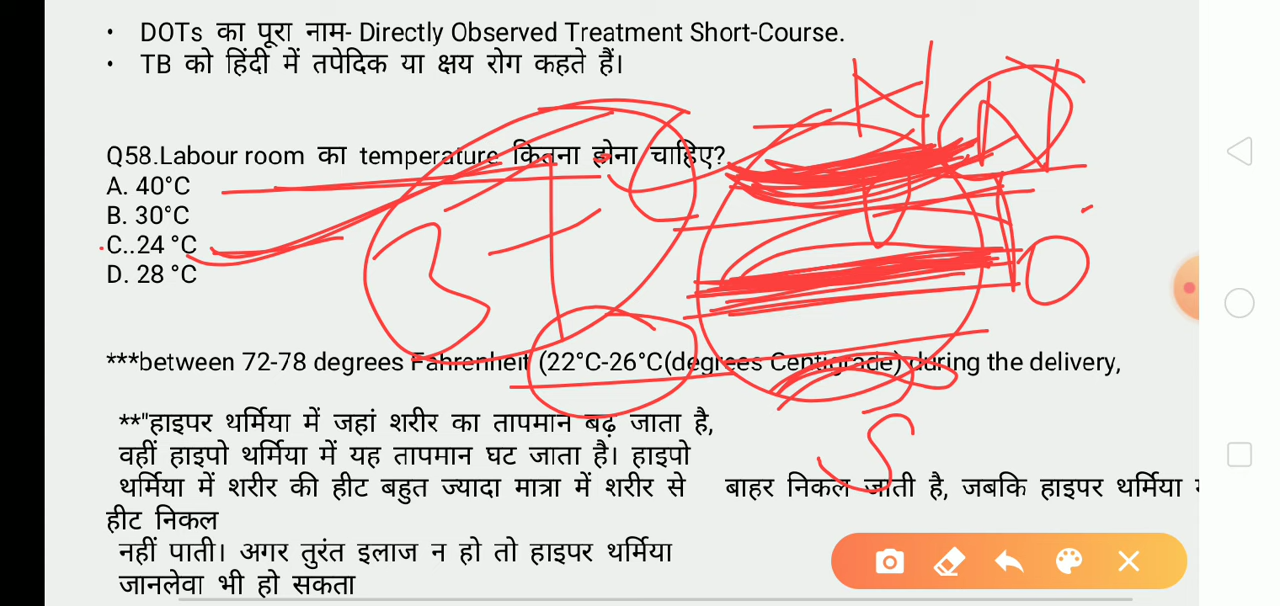 • DOTs का पूरा नाम- Directly Observed Treatment Short-Course.
• TB को हिंदी में तपेदिक या क्षय रोग कहते हैं।
Q58.Labour room का temperature कितना होना चाहिए?
A. 40°C
B. 30°C
C..24 °C
D. 28 °C
***between 72-78 degrees Fahrenheit (22°C-26°C(degrees Centigrade) during the delivery,
**"हाइपर थर्मिया में जहां शरीर का तापमान बढ़ जाता है,
वहीं हाइपो थर्मिया में यह तापमान घट जाता है। हाइपो
थर्मिया में शरीर की हीट बहुत ज्यादा मात्रा में शरीर से बाहर निकल जाती है, जबकि हाइपर थर्मिया
हीट निकल
नहीं पाती। अगर तुरंत इलाज न हो तो हाइपर थर्मिया
जानलेवा भी हो सकता